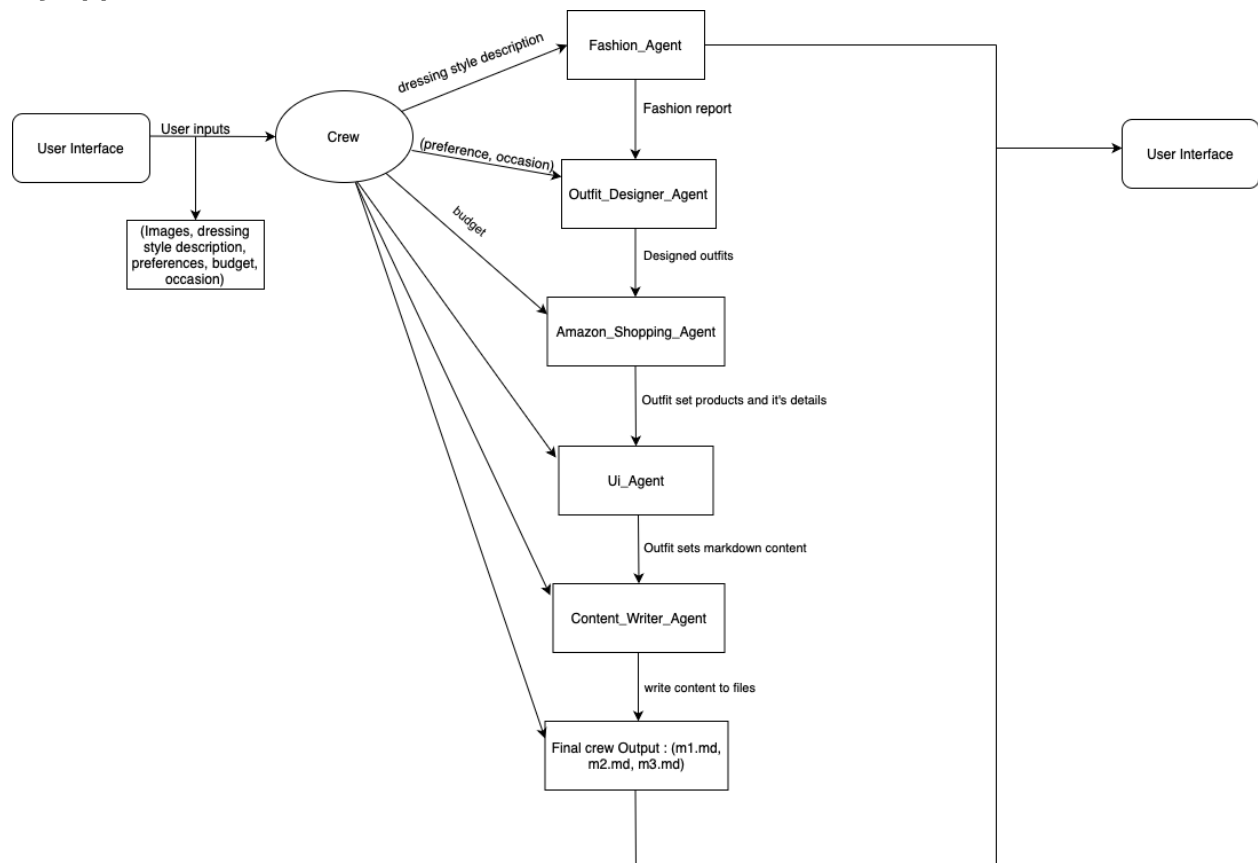 dressing style description
Fashion_Agent
Fashion report
User Interface
User inputs
Crew
(preference, occasion)
Outfit_Designer_Agent
User Interface
(Images, dressing
style description,
preferences, budget,
occasion)
budget
Designed outfits
Amazon_Shopping_Agent
Outfit set products and it's details
Ui_Agent
Outfit sets markdown content
Content_Writer_Agent
write content to files
Final crew Output : (m1.md,
m2.md, m3.md)